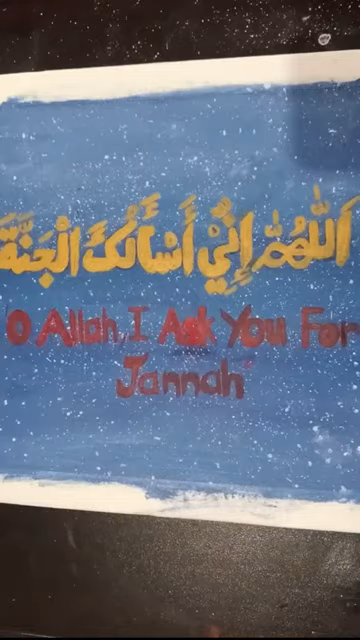 اللَّهُمَّ إِنِّيْ أَسْأَلُكَ الْجَنَّةَ
"O Allah, I Ask You For
Jannah"